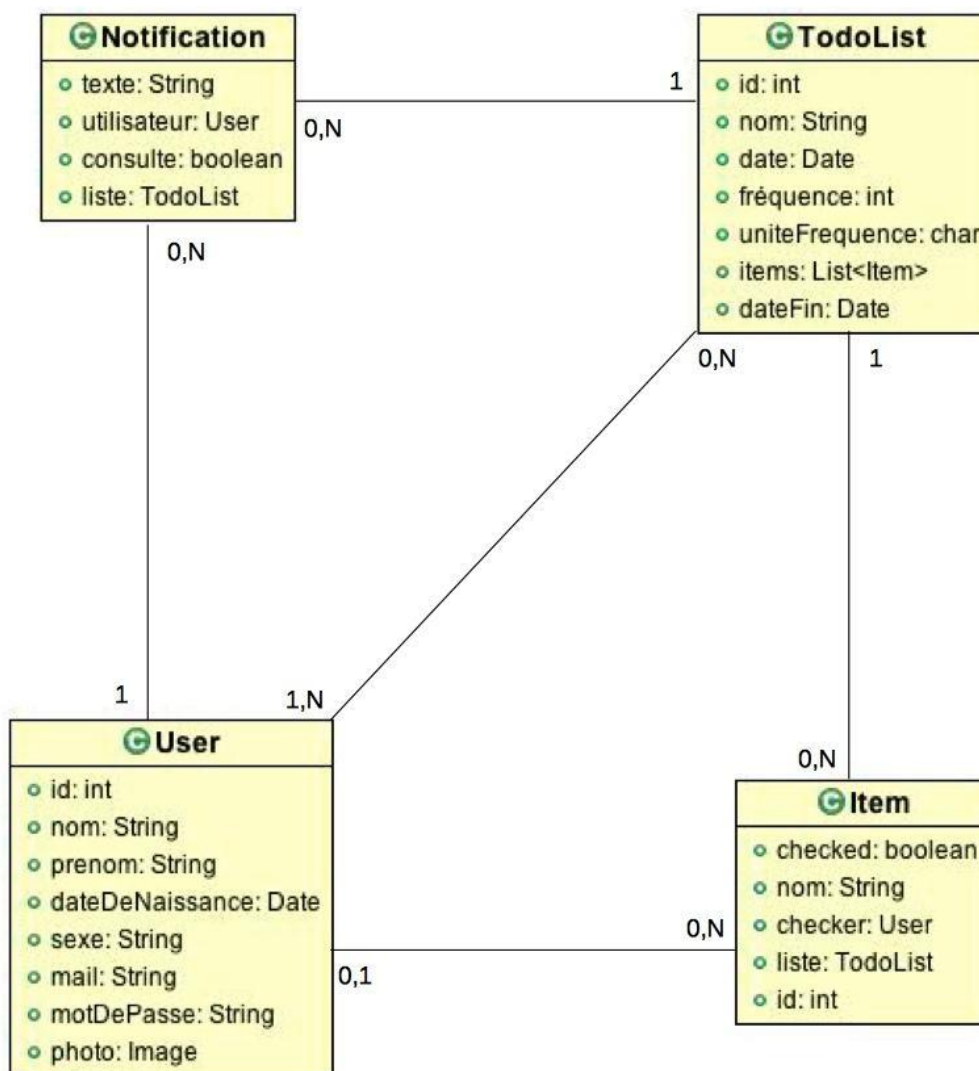 Notification
texte: String
utilisateur: User
consulte: boolean
liste: TodoList
0,N
0,N
1
TodoList
id: int
nom: String
date: Date
fréquence: int
uniteFrequence: char
items: List<Item>
dateFin: Date
0,N
1
1
1,N
User
id: int
nom: String
prenom: String
dateDeNaissance: Date
sexe: String
mail: String
motDePasse: String
photo: Image
0,1
0,N
0,N
Item
checked: boolean
nom: String
checker: User
liste: TodoList
id: int